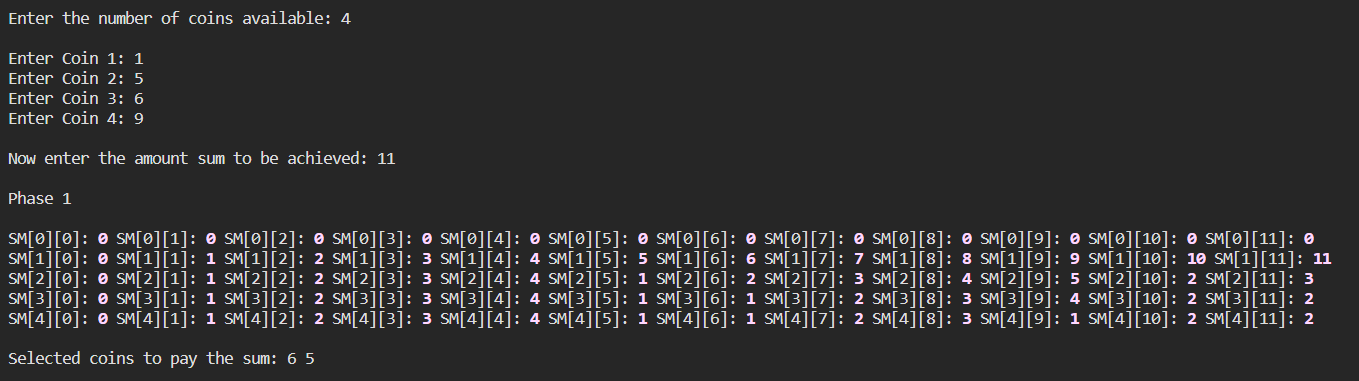 Enter the number of coins available: 4
Enter Coin 1: 1
Enter Coin 2: 5
Enter Coin 3: 6
Enter Coin 4: 9
Now enter the amount sum to be achieved: 11
Phase 1
SM[0][0]: 0 SM[0][1]: 0 SM[0][2]: 0 SM[0][3]: 0 SM[0][4]: 0 SM[0][5]: 0 SM[0][6]: 0 SM[0][7]: 0 SM[0][8]: 0 SM[0][9]: 0 SM[0][10]: 0 SM[0][11]: 0
SM[1][0]: 0 SM[1][1]: 1 SM[1][2]: 2 SM[1][3]: 3 SM[1][4]: 4 SM[1][5]: 5 SM[1][6]: 6 SM[1][7]: 7 SM[1][8]: 8 SM[1][9]: 9 SM[1][10]: 10 SM[1][11]: 11
SM[2][0]: 0 SM[2][1]: 1 SM[2][2]: 2 SM[2][3]: 3 SM[2][4]: 4 SM[2][5]: 1 SM[2][6]: 2 SM[2][7]: 3 SM[2][8]: 4 SM[2][9]: 5 SM[2][10]: 2 SM[2][11]: 3
SM[3][0]: 0 SM[3][1]: 1 SM[3][2]: 2 SM[3][3]: 3 SM[3][4]: 4 SM[3][5]: 1 SM[3][6]: 1 SM[3][7]: 2 SM[3][8]: 3 SM[3][9]: 4 SM[3][10]: 2 SM[3][11]: 2
SM[4][0]: 0 SM[4][1]: 1 SM[4][2]: 2 SM[4][3]: 3 SM[4][4]: 4 SM[4][5]: 1 SM[4][6]: 1 SM[4][7]: 2 SM[4][8]: 3 SM[4][9]: 1 SM[4][10]: 2 SM[4][11]: 2
Selected coins to pay the sum: 6 5